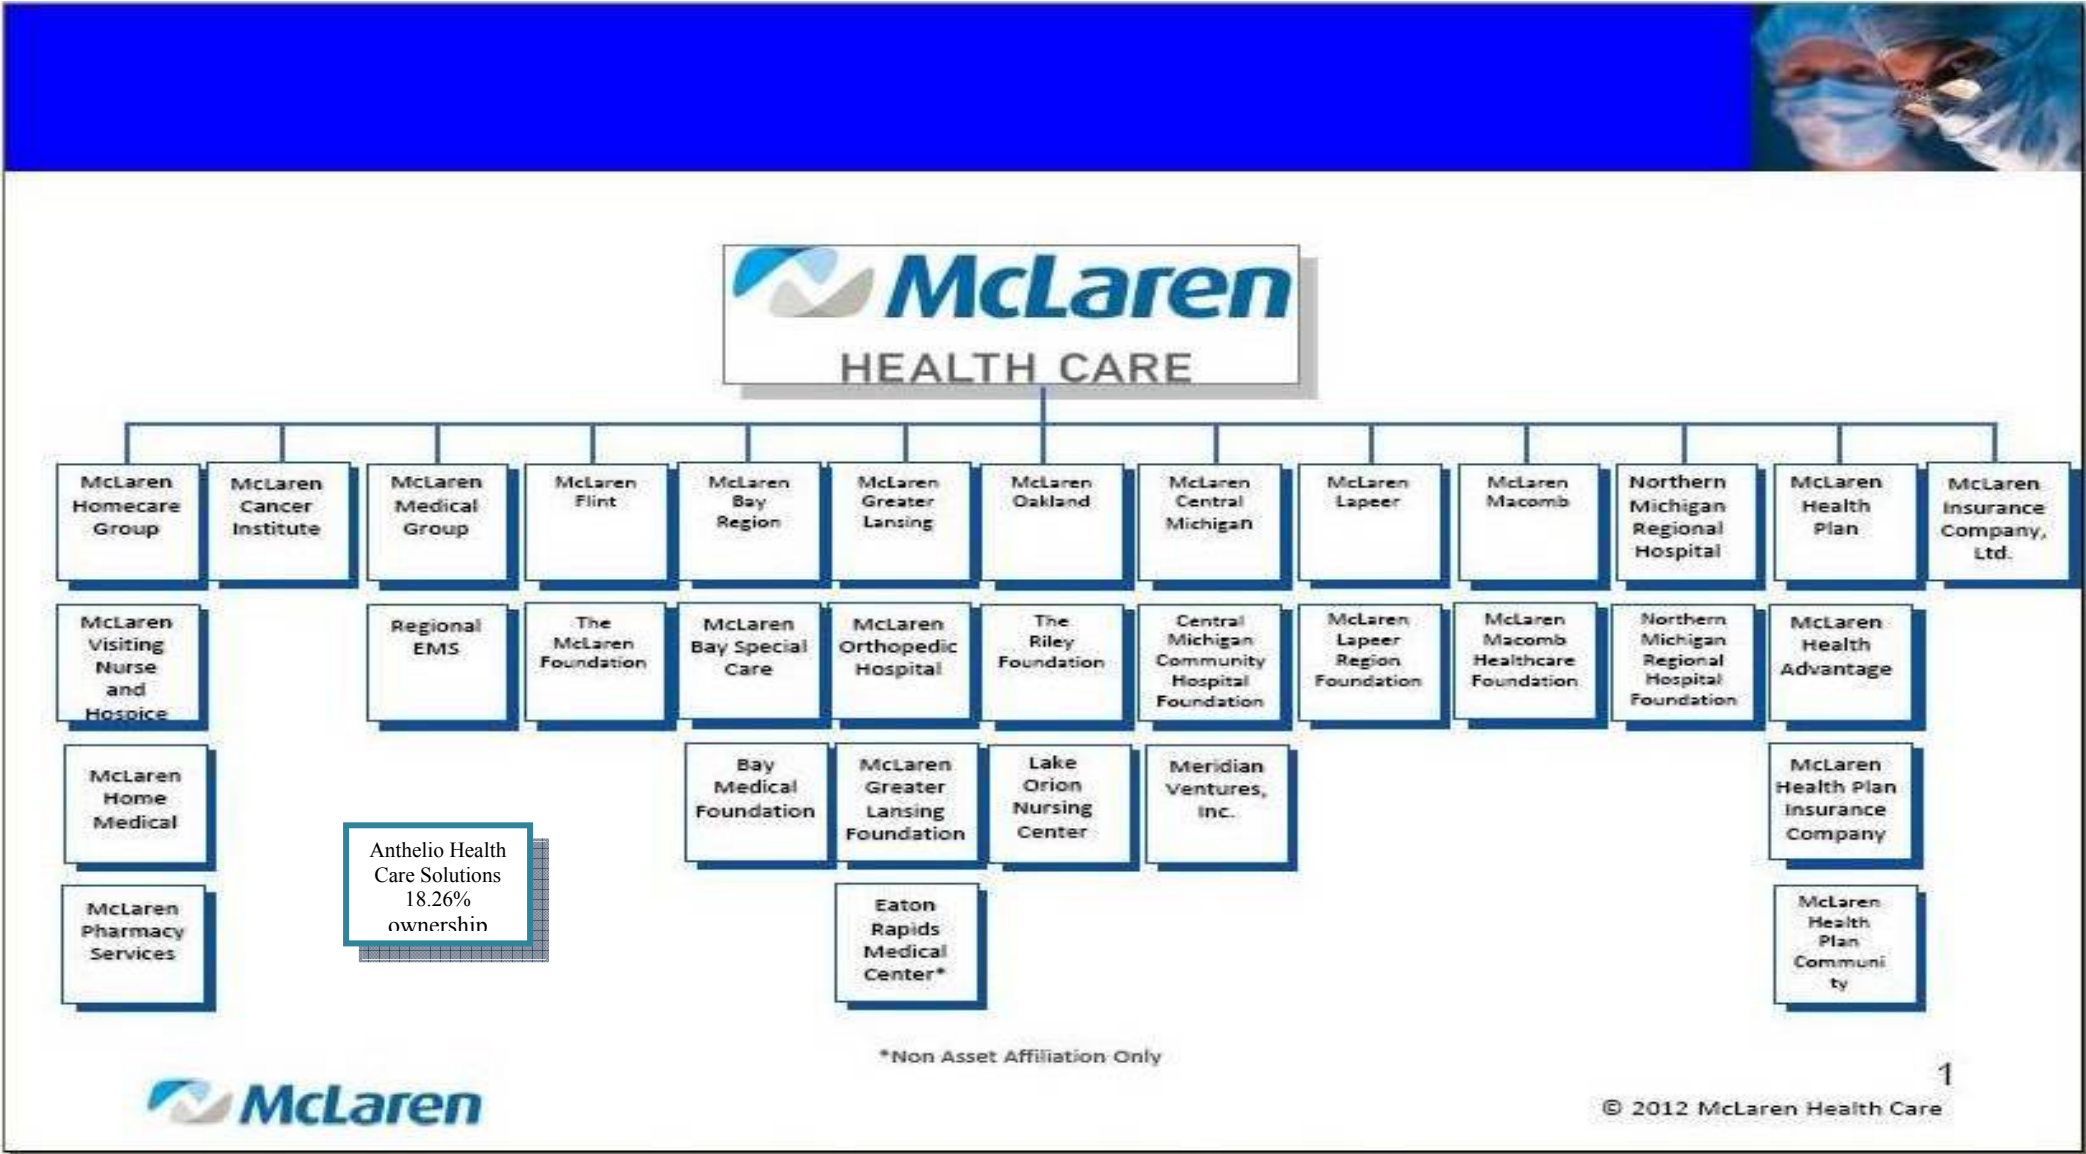 McLaren
HEALTH CARE
McLaren
Homecare
Group
McLaren
Cancer
Institute
McLaren
Medical
Group
McLaren
Flint
McLaren
Bay
Region
McLaren
Greater
Lansing
McLaren
Oakland
McLaren
Central
Michigan
McLaren
Lapeer
McLaren
Macomb
Northern
Michigan
Regional
Hospital
McLaren
Health
Plan
McLaren
Insurance
Company,
Ltd.
McLaren
Visiting
Nurse
and
Hospice
Regional
EMS
The
McLaren
Foundation
McLaren
Bay Special
Care
McLaren
Orthopedic
Hospital
The
Riley
Foundation
Central
Michigan
Community
Hospital
Foundation
McLaren
Lapeer
Region
Foundation
McLaren
Macomb
Healthcare
Foundation
Northern
Michigan
Regional
Hospital
Foundation
McLaren
Health
Advantage
McLaren
Home
Medical
Bay
Medical
Foundation
McLaren
Greater
Lansing
Foundation
Lake
Orion
Nursing
Center
Meridian
Ventures,
Inc.
McLaren
Health Plan
Insurance
Company
Anthelio Health
Care Solutions
18.26%
ownership
McLaren
Pharmacy
Services
Eaton
Rapids
Medical
Center*
McLaren
Health
Plan
Communi
ty
*Non Asset Affiliation Only
1
McLaren
© 2012 McLaren Health Care